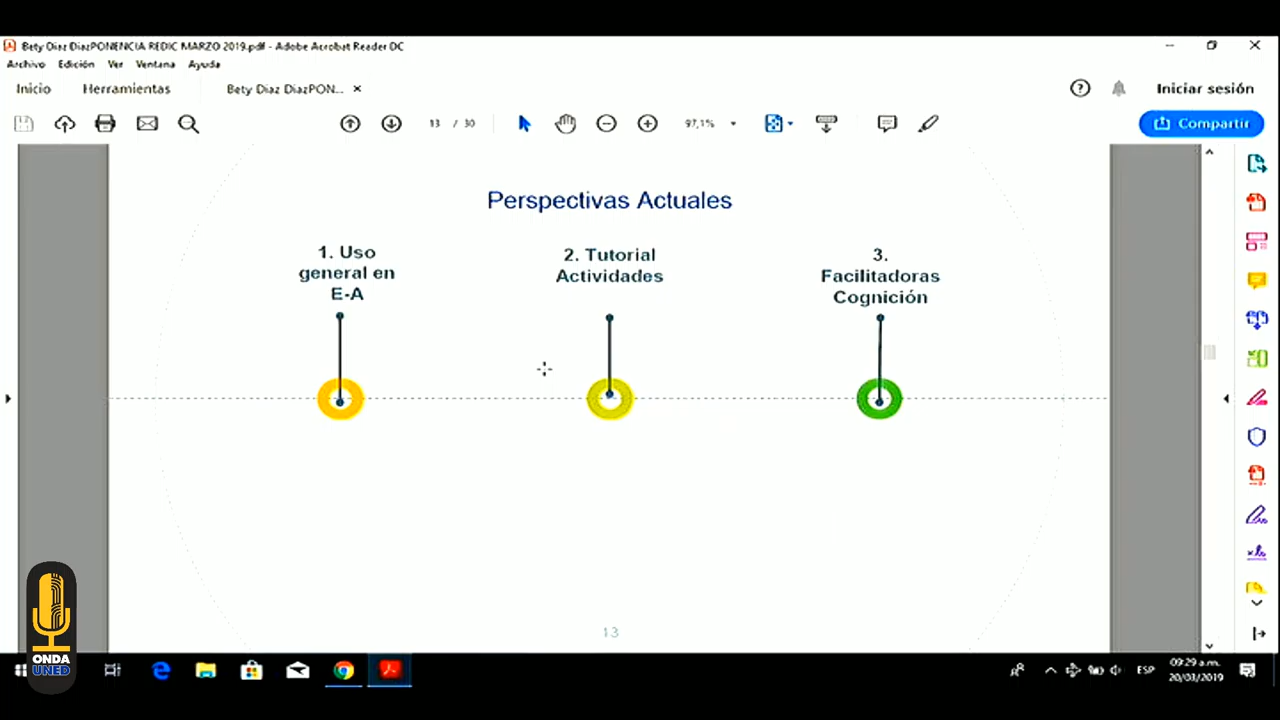 Bety Diaz DiazPONENCIA REDIC MARZO 2019.pdf - Adobe Acrobat Reader DC
Archivo Edición Ver Ventana Ayuda
Inicio Herramientas Bety Diaz DiazPON... × Iniciar sesión
13 / 30 97,1% Compartir
Perspectivas Actuales
1. Uso
general en
E-A
2. Tutorial
Actividades
3.
Facilitadoras
Cognición
13
ONDA
UNED
ESP
09:29 a.m.
20/03/2019